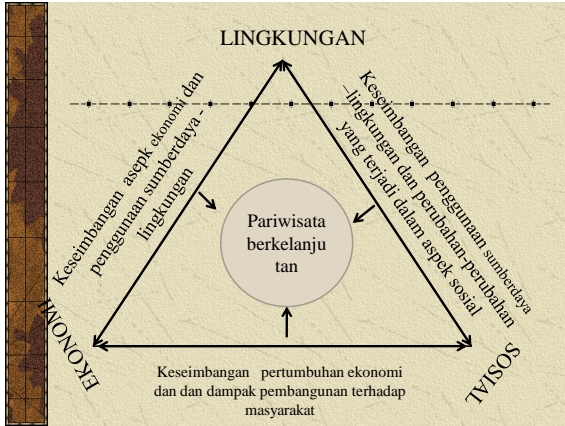 LINGKUNGAN
Keseimbangan asepk ekonomi dan
penggunaan sumberdaya -
lingkungan
Keseimbangan penggunaan sumberdaya
–lingkungan dan perubahan-perubahan
yang terjadi dalam aspek sosial
Pariwisata
berkelanju
tan
EKONOMI
SOSIAL
Keseimbangan pertumbuhan ekonomi
dan dan dampak pembangunan terhadap
masyarakat